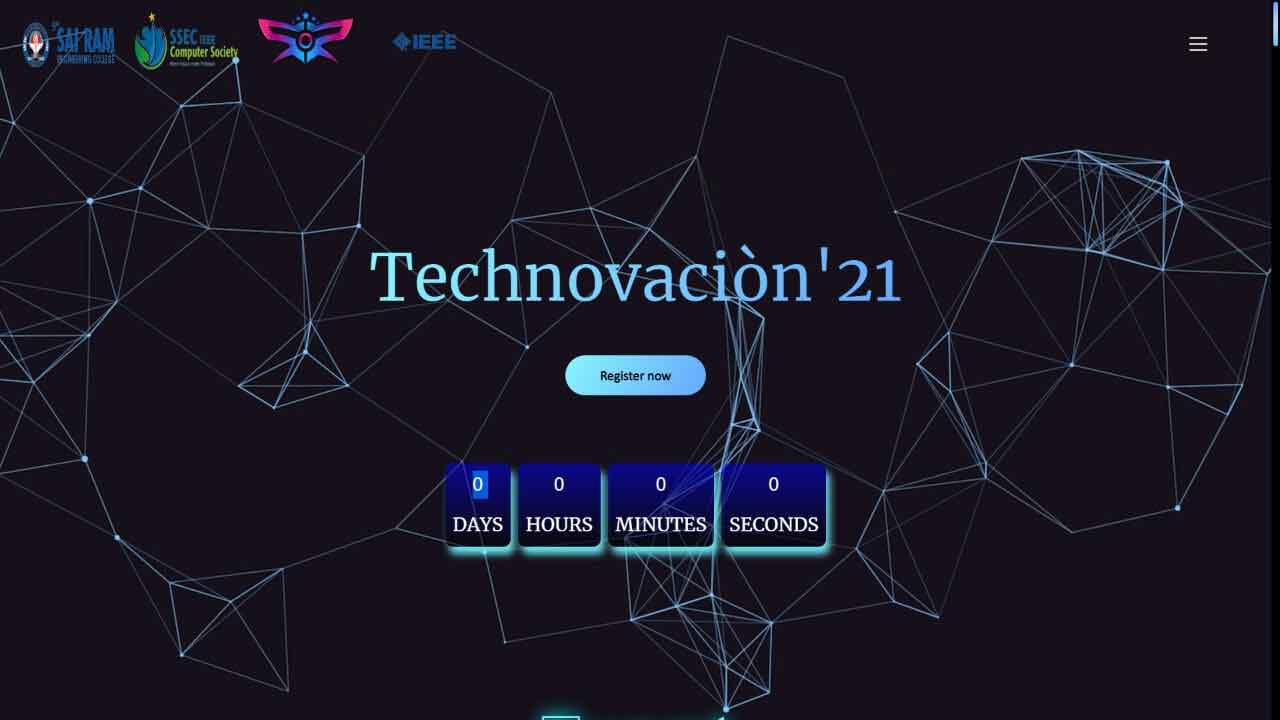 SAI RAM
ENGINEERING COLLEGE
SSEC IEEE
Computer Society
IEEE
Technovaciòn'21
Register now
0 0 0 0
DAYS HOURS MINUTES SECONDS